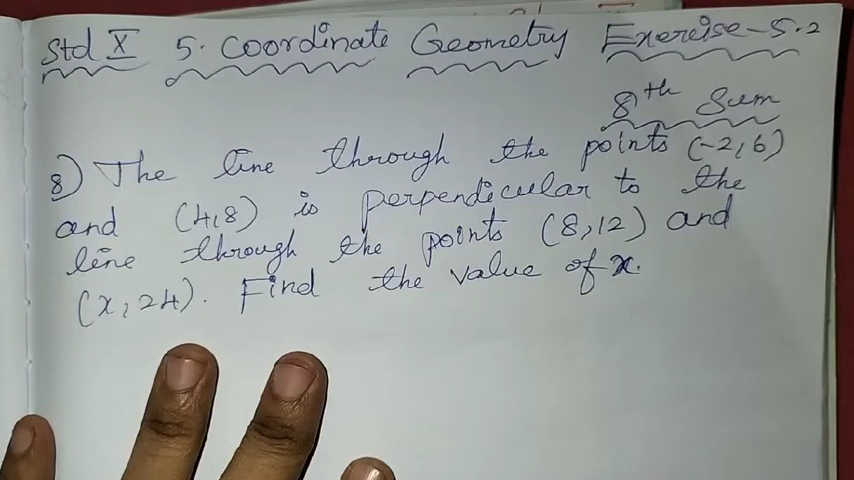 Std X 5. Coordinate Geometry Exercise-5.2
8th Sum
8) The line through the points (-2,6)
and (4,8) is perpendicular to the
line through the points (8,12) and
(x,24). Find the value of x.